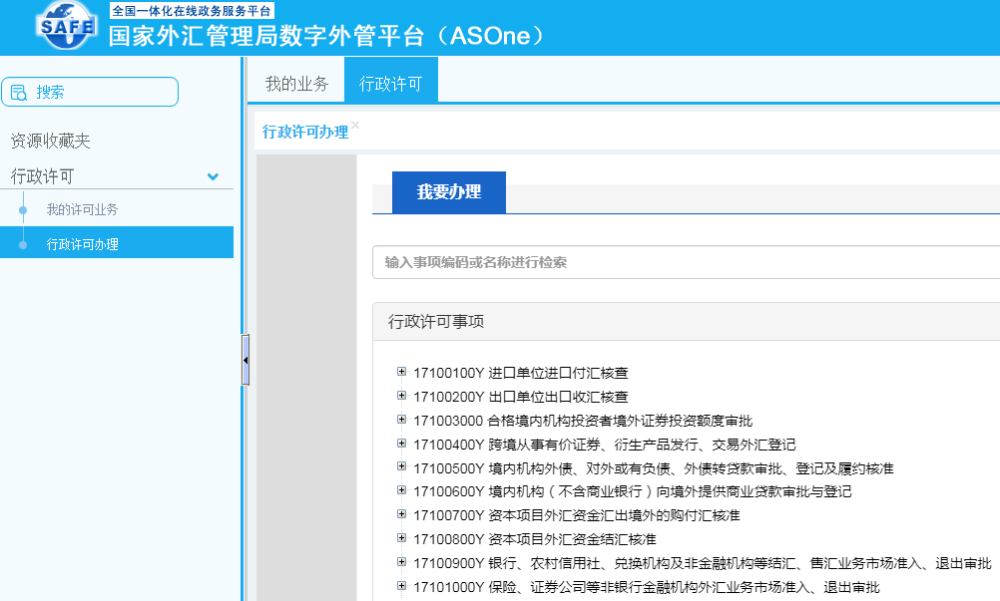 SAFE
全国一体化在线政务服务平台
国家外汇管理局数字外管平台（ASOne）
搜索
资源收藏夹
行政许可
我的许可业务
行政许可办理
我的业务
行政许可
行政许可办理
我要办理
输入事项编码或名称进行检索
行政许可事项
17100100Y 进口单位进口付汇核查
17100200Y 出口单位出口收汇核查
171003000 合格境内机构投资者境外证券投资额度审批
17100400Y 跨境从事有价证券、衍生产品发行、交易外汇登记
17100500Y 境内机构外债、对外或有负债、外债转贷款审批、登记及履约核准
17100600Y 境内机构（不含商业银行）向境外提供商业贷款审批与登记
17100700Y 资本项目外汇资金汇出境外的购付汇核准
17100800Y 资本项目外汇资金结汇核准
17100900Y 银行、农村信用社、兑换机构及非金融机构等结汇、售汇业务市场准入、退出审批
17101000Y 保险、证券公司等非银行金融机构外汇业务市场准入、退出审批